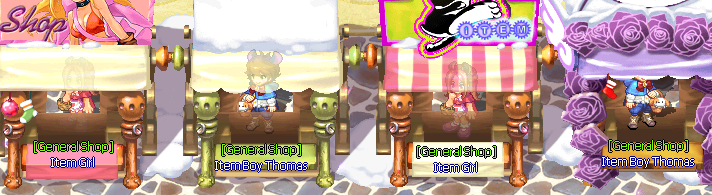 Shop
ITEM
[General Shop]
Item Girl
[General Shop]
Item Boy Thomas
[General Shop]
Item Girl
[General Shop]
Item Boy Thomas